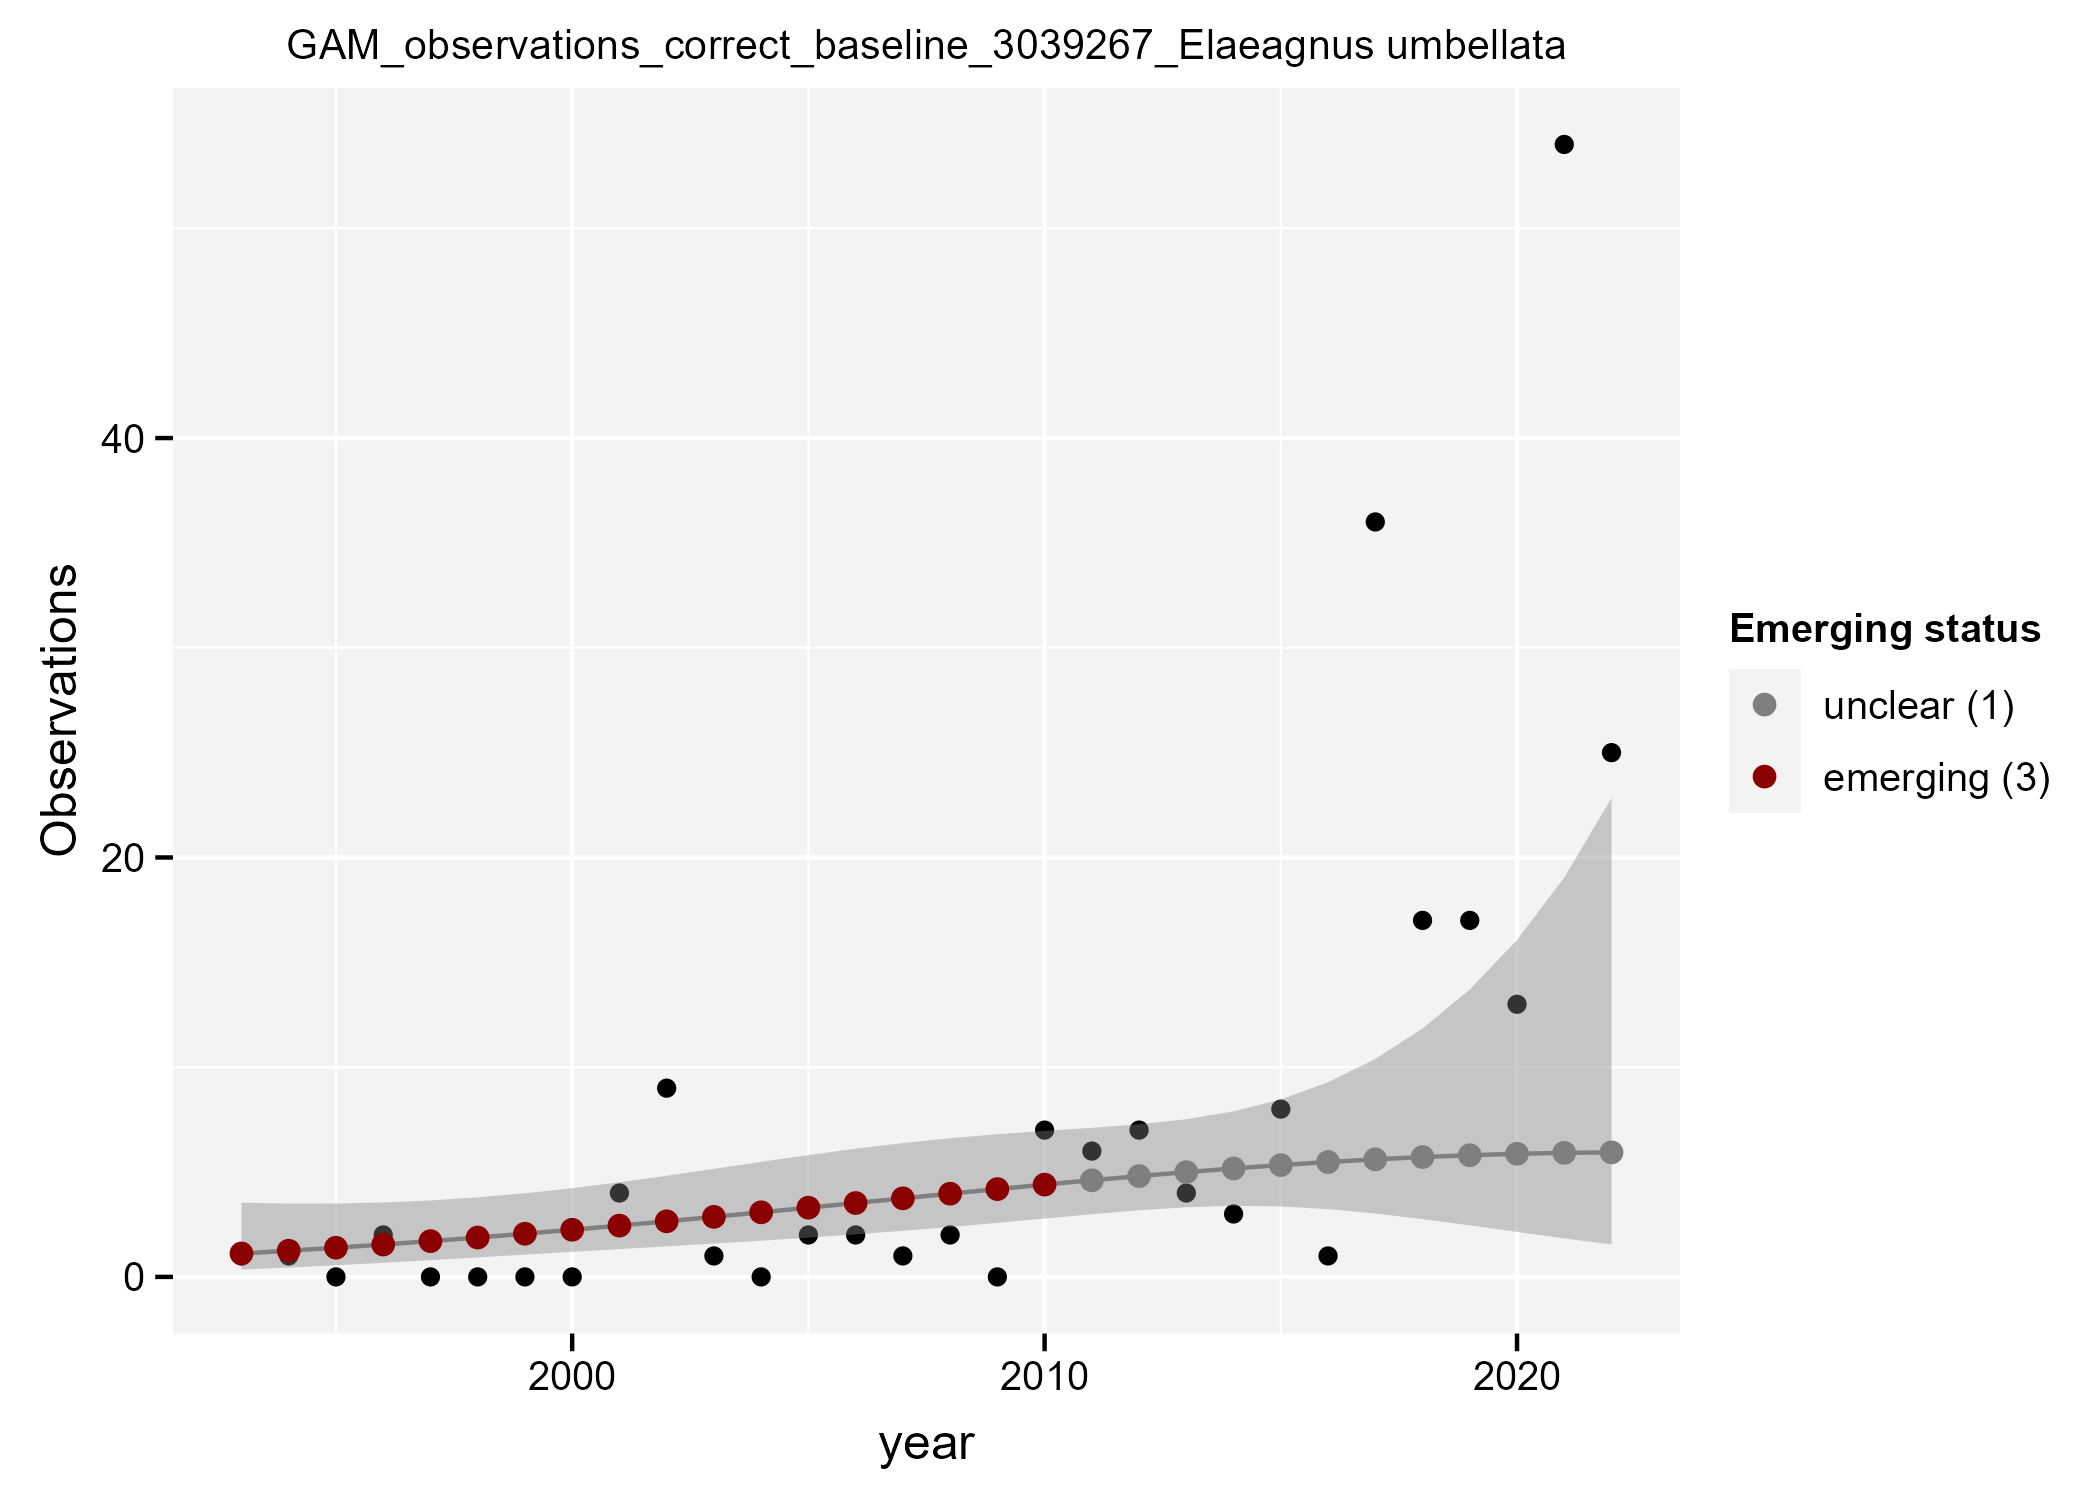 GAM_observations_correct_baseline_3039267_Elaeagnus umbellata
Observations
40
20
0
2000
2010
2020
year
Emerging status
unclear (1)
emerging (3)